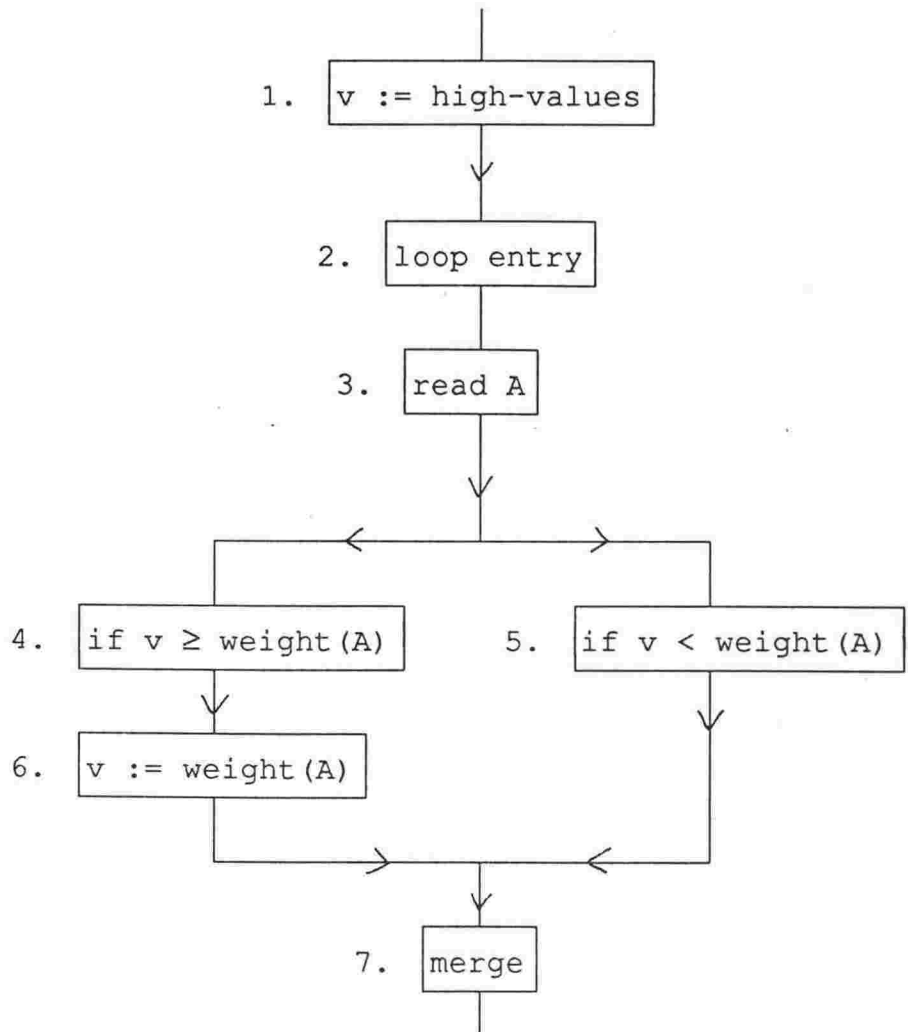 1. v := high-values
2. loop entry
3. read A
4. if v ≥ weight(A)
5. if v < weight(A)
6. v := weight(A)
7. merge